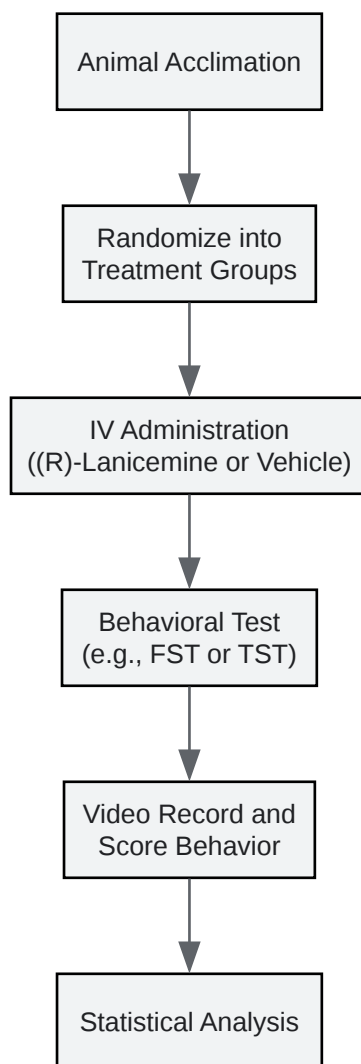 Animal Acclimation
Randomize into
Treatment Groups
IV Administration
((R)-Lanicemine or Vehicle)
Behavioral Test
(e.g., FST or TST)
Video Record and
Score Behavior
Statistical Analysis